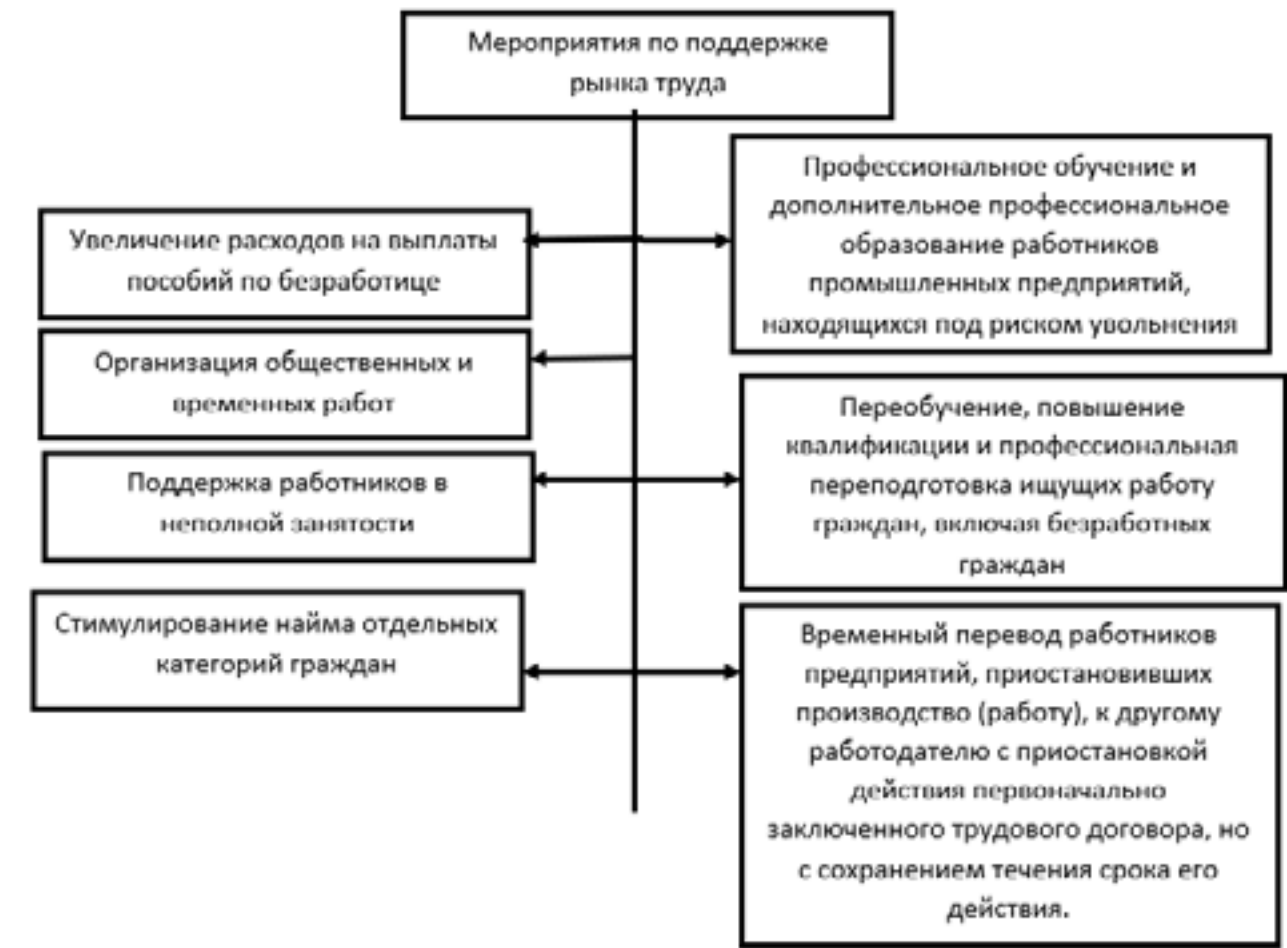 Мероприятия по поддержке
рынка труда
Увеличение расходов на выплаты
пособий по безработице
Организация общественных и
временных работ
Поддержка работников в
неполной занятости
Стимулирование найма отдельных
категорий граждан
Профессиональное обучение и
дополнительное профессиональное
образование работников
промышленных предприятий,
находящихся под риском увольнения
Переобучение, повышение
квалификации и профессиональная
переподготовка ищущих работу
граждан, включая безработных
граждан
Временный перевод работников
предприятий, приостановивших
производство (работу), к другому
работодателю с приостановкой
действия первоначально
заключенного трудового договора, но
с сохранением течения срока его
действия.